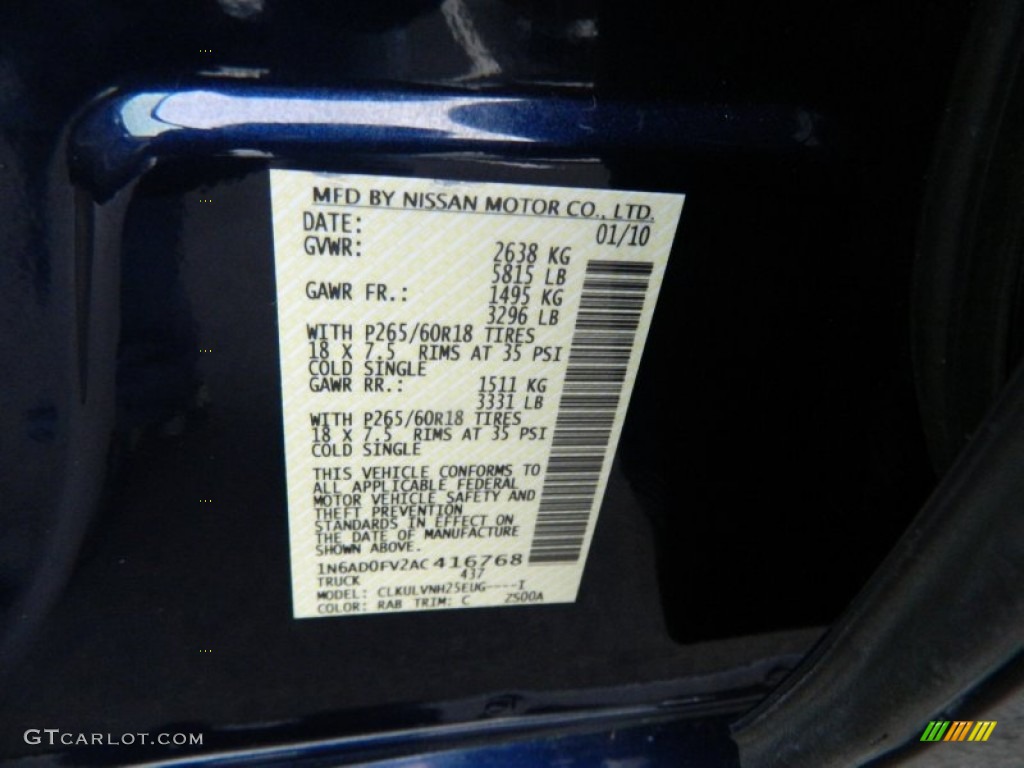 MFD BY NISSAN MOTOR CO., LTD.
DATE: 01/10
GVWR: 2638 KG
5815 LB
GAWR FR.: 1495 KG
3296 LB
WITH P265/60R18 TIRES
18 X 7.5 RIMS AT 35 PSI
COLD SINGLE
GAWR RR.: 1511 KG
3331 LB
WITH P265/60R18 TIRES
18 X 7.5 RIMS AT 35 PSI
COLD SINGLE
THIS VEHICLE CONFORMS TO
ALL APPLICABLE FEDERAL
MOTOR VEHICLE SAFETY AND
THEFT PREVENTION
STANDARDS IN EFFECT ON
THE DATE OF MANUFACTURE
SHOWN ABOVE.
1N6AD0FV2AC416768
TRUCK 437
MODEL: CLKULVNH25EUG----I
COLOR: RAB TRIM: C 2S00A
GTCARLOT.COM